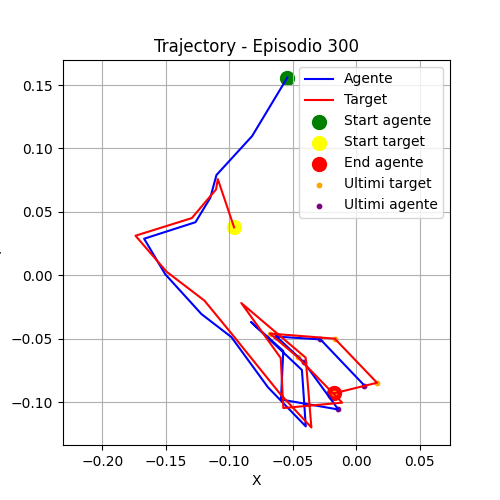 Trajectory - Episodio 300
Agente
Target
Start agente
Start target
End agente
Ultimi target
Ultimi agente
0.15
0.10
0.05
0.00
−0.05
−0.10
−0.20
−0.15
−0.10
−0.05
0.00
0.05
X